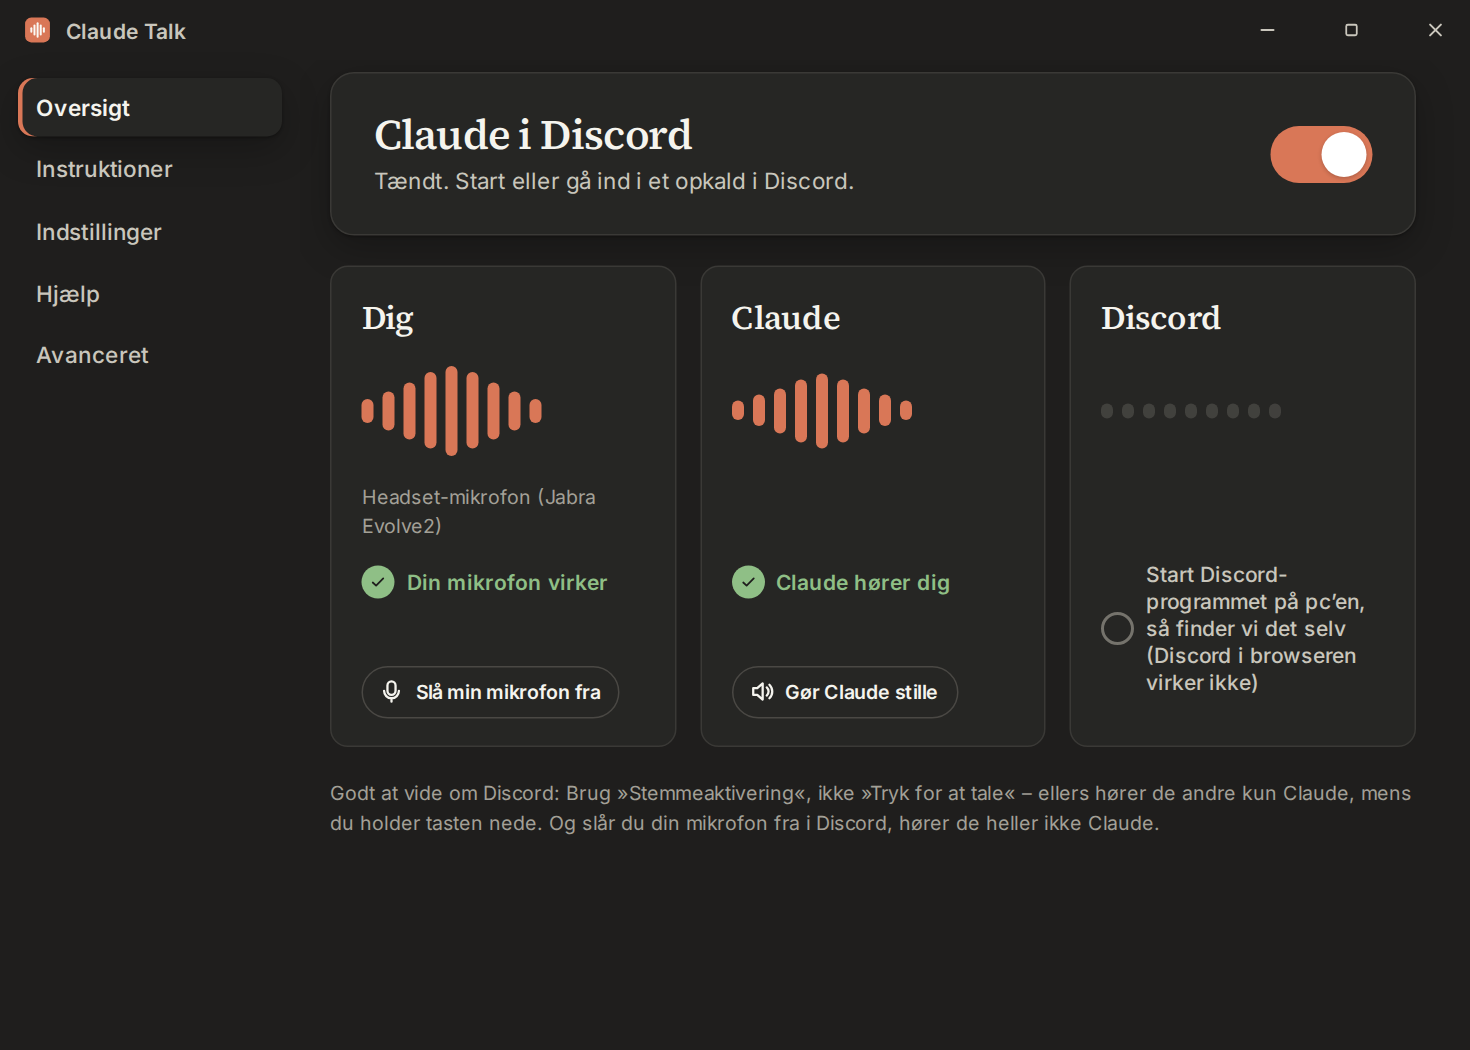 Claude Talk
Oversigt
Instruktioner
Indstillinger
Hjælp
Avanceret
Claude i Discord
Tændt. Start eller gå ind i et opkald i Discord.
Dig
Headset-mikrofon (Jabra
Evolve2)
Din mikrofon virker
Slå min mikrofon fra
Claude
Claude hører dig
Gør Claude stille
Discord
Start Discord-
programmet på pc’en,
så finder vi det selv
(Discord i browseren
virker ikke)
Godt at vide om Discord: Brug »Stemmeaktivering«, ikke »Tryk for at tale« – ellers hører de andre kun Claude, mens
du holder tasten nede. Og slår du din mikrofon fra i Discord, hører de heller ikke Claude.